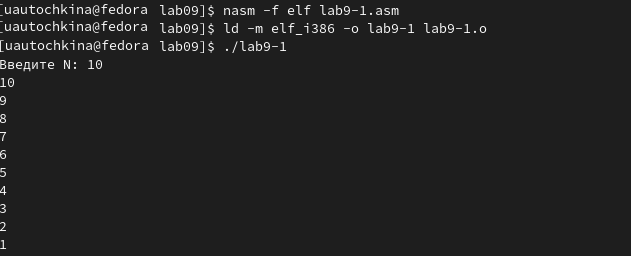 [uautochkina@fedora lab09]$ nasm -f elf lab9-1.asm
[uautochkina@fedora lab09]$ ld -m elf_i386 -o lab9-1 lab9-1.o
[uautochkina@fedora lab09]$ ./lab9-1
Введите N: 10
10
9
8
7
6
5
4
3
2
1